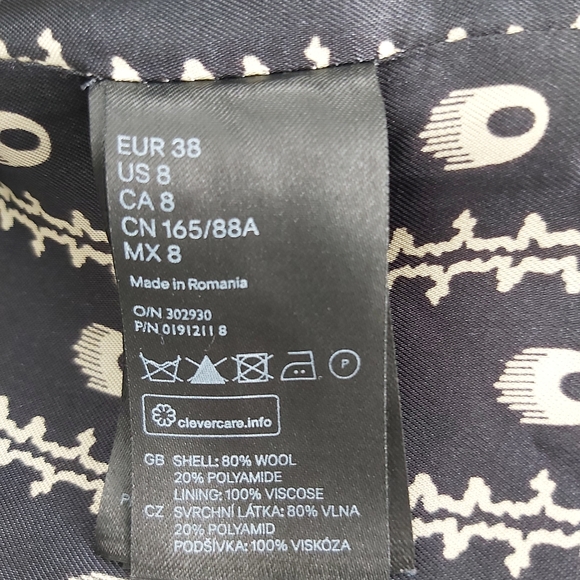 EUR 38
US 8
CA 8
CN 165/88A
MX 8
Made in Romania
O/N 302930
P/N 0191211 8
P
clevercare.info
GB SHELL: 80% WOOL
20% POLYAMIDE
LINING: 100% VISCOSE
CZ SVRCHNÍ LÁTKA: 80% VLNA
20% POLYAMID
PODŠÍVKA: 100% VISKÓZA